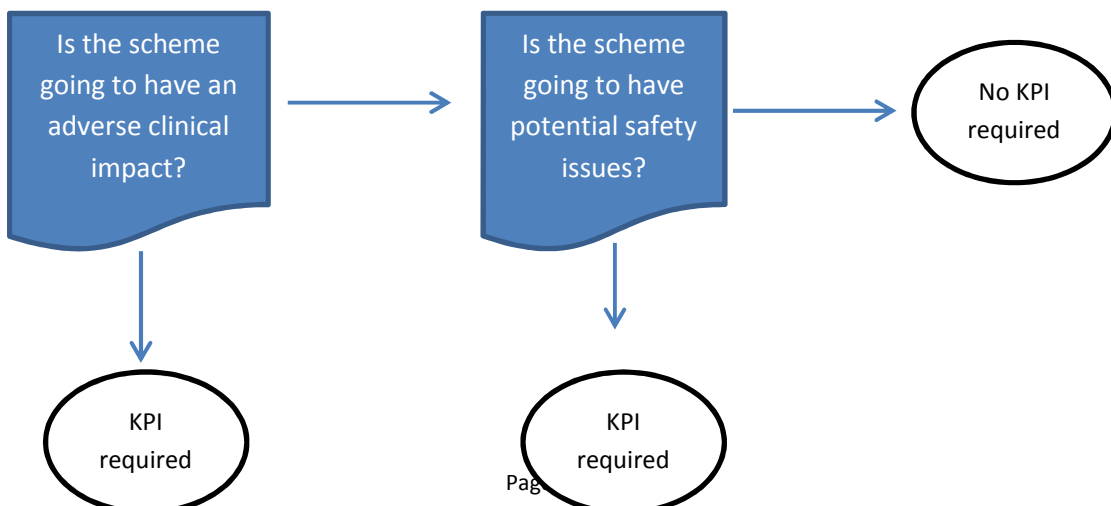 Is the scheme
going to have an
adverse clinical
impact?
Is the scheme
going to have
potential safety
issues?
No KPI
required
KPI
required
KPI
required